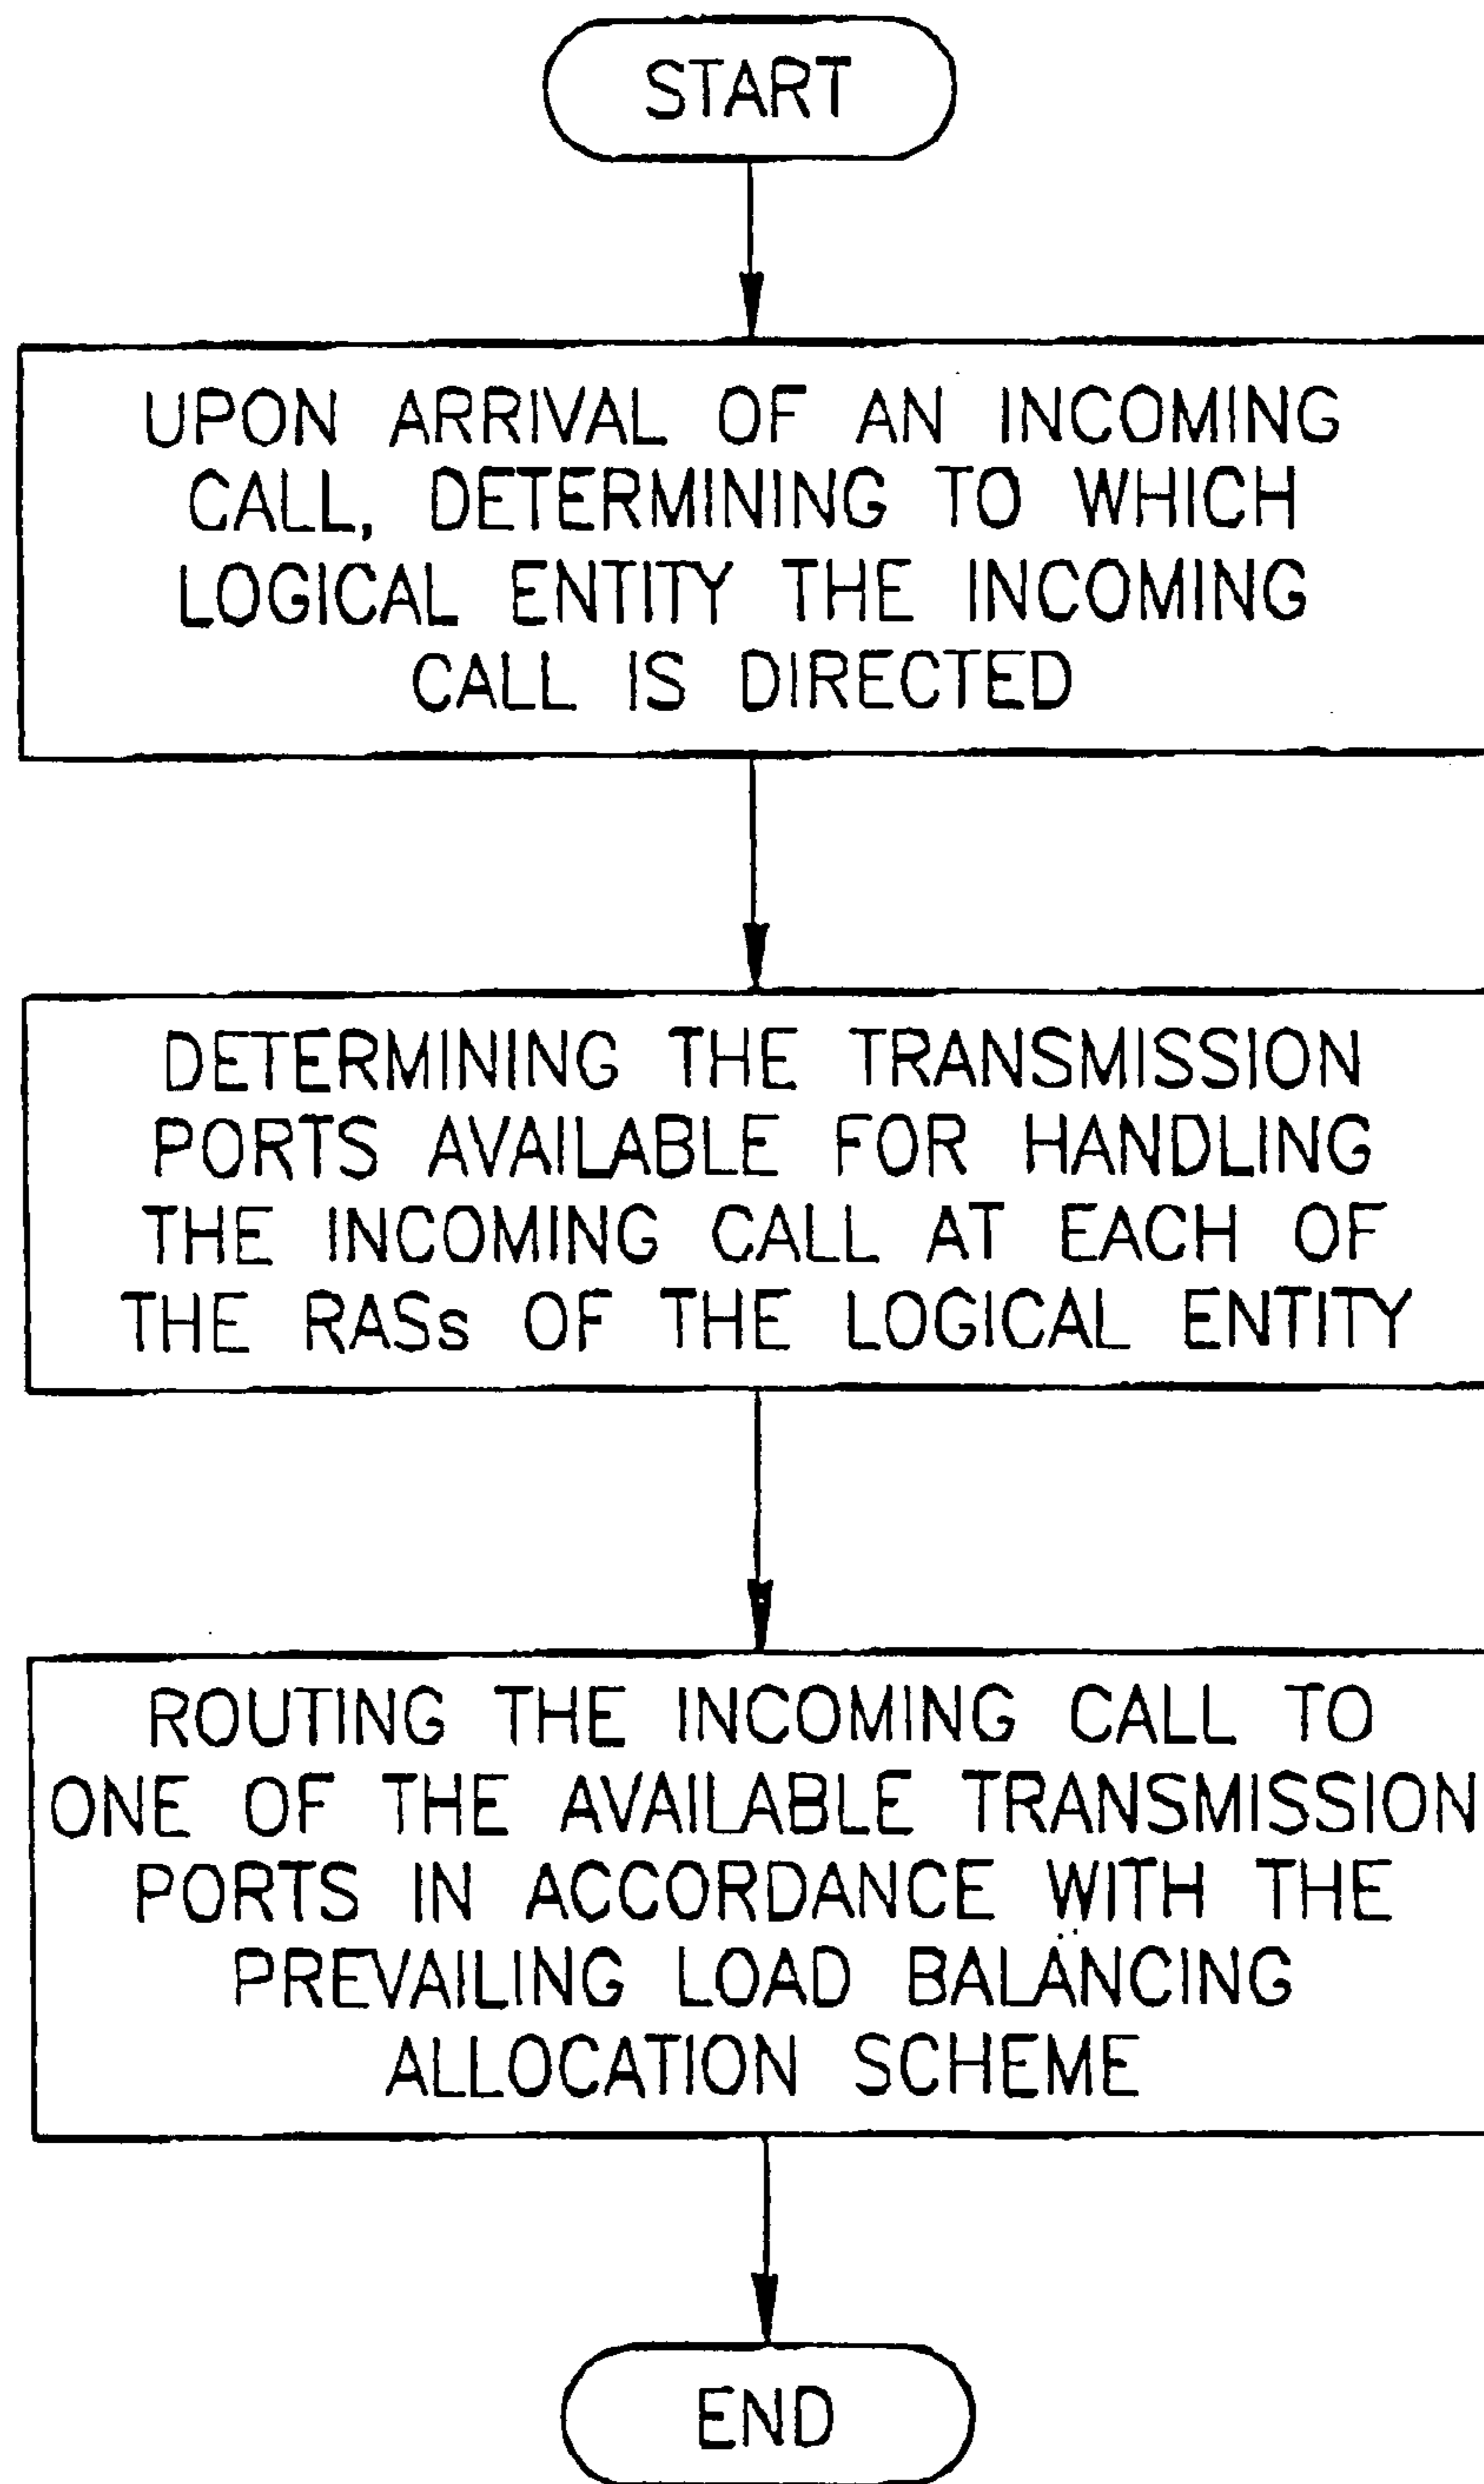 START
UPON ARRIVAL OF AN INCOMING
CALL, DETERMINING TO WHICH
LOGICAL ENTITY THE INCOMING
CALL IS DIRECTED
DETERMINING THE TRANSMISSION
PORTS AVAILABLE FOR HANDLING
THE INCOMING CALL AT EACH OF
THE RASs OF THE LOGICAL ENTITY
ROUTING THE INCOMING CALL TO
ONE OF THE AVAILABLE TRANSMISSION
PORTS IN ACCORDANCE WITH THE
PREVAILING LOAD BALANCING
ALLOCATION SCHEME
END